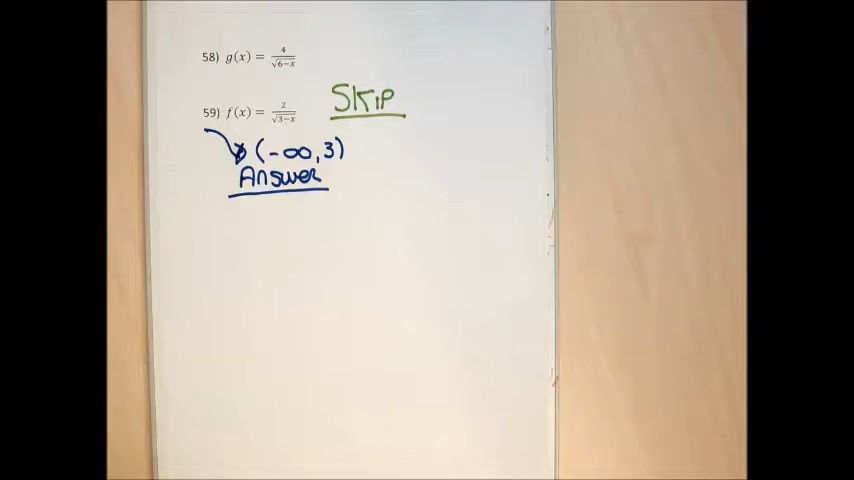 58) g(x) = 4/√6−x
59) f(x) = 2/√3−x
SKIP
(-∞,3)
Answer